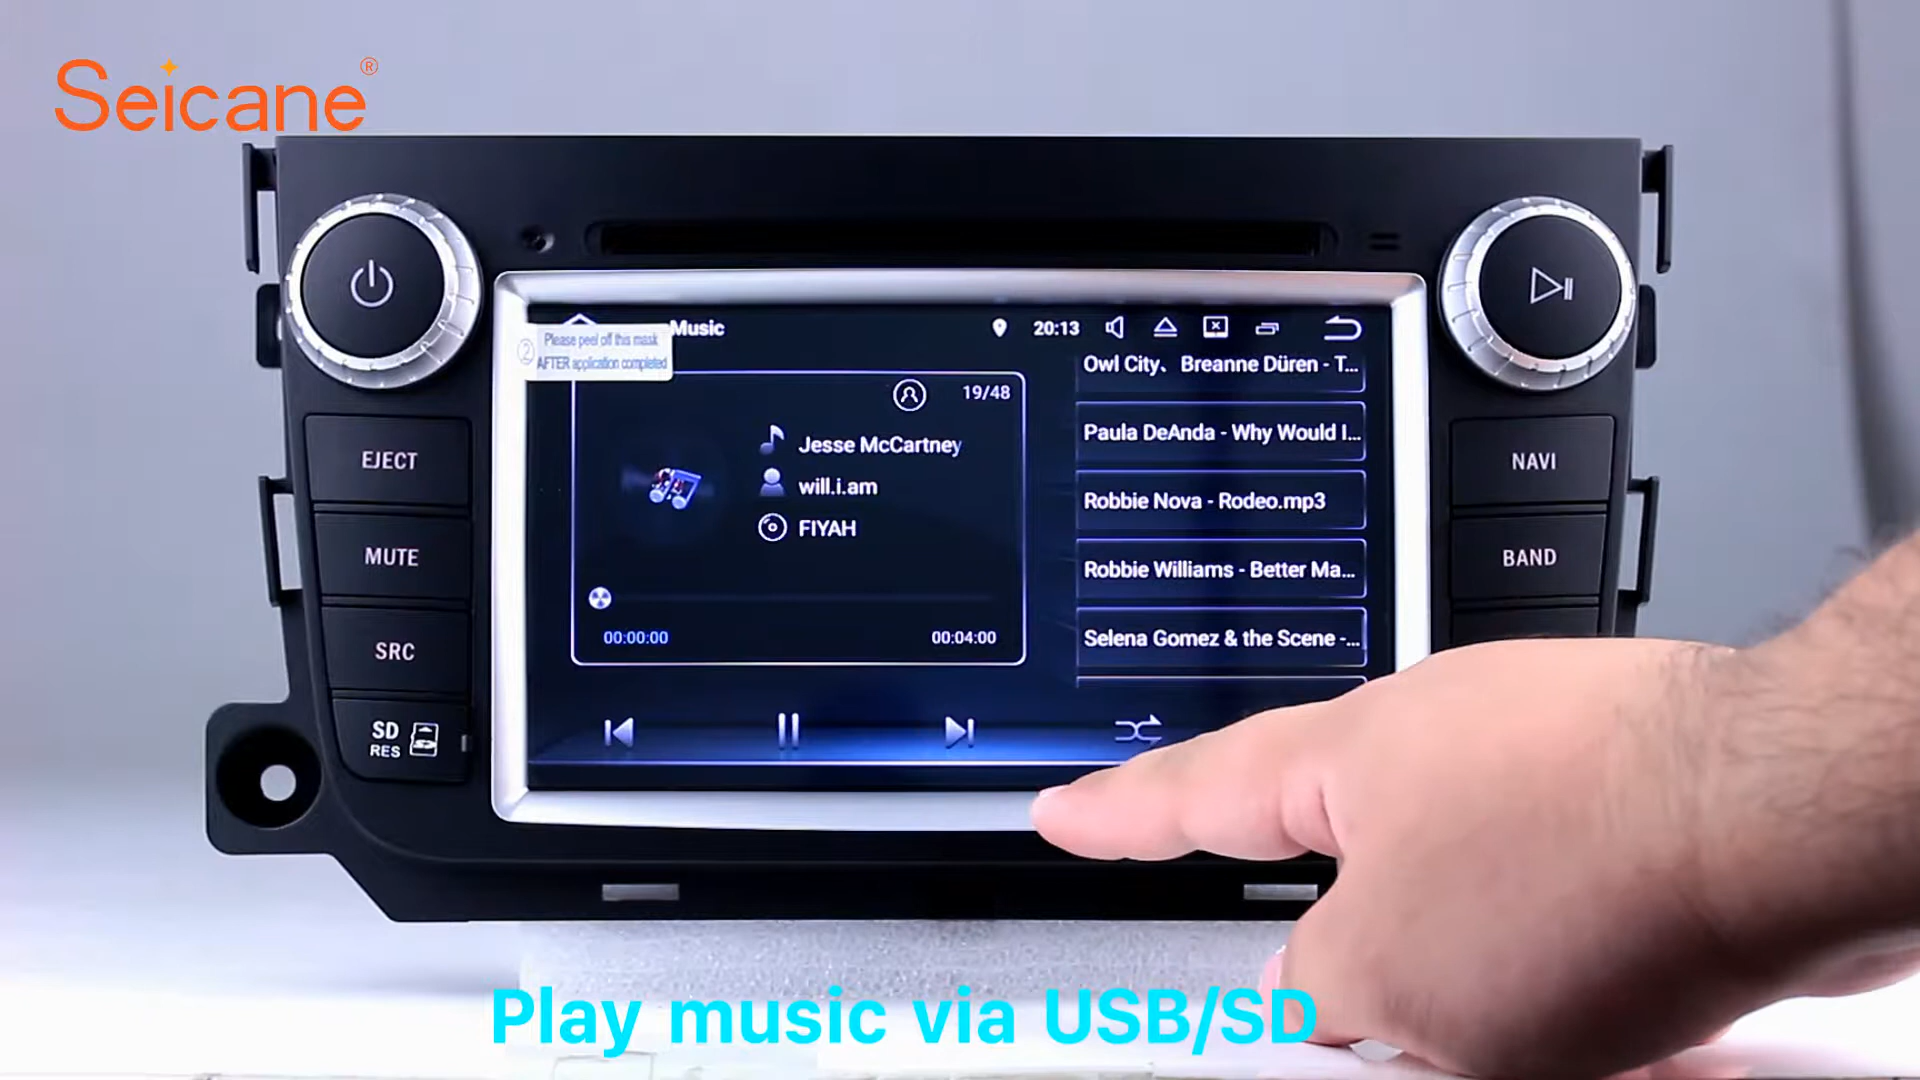 Seicane®
Music
20:13
② Please peel off this mask
AFTER application completed
19/48
Jesse McCartney
will.i.am
FIYAH
00:00:00
00:04:00
Owl City、Breanne Düren - T...
Paula DeAnda - Why Would I...
Robbie Nova - Rodeo.mp3
Robbie Williams - Better Ma...
Selena Gomez & the Scene -...
EJECT
MUTE
SRC
SD
RES
NAVI
BAND
Play music via USB/SD